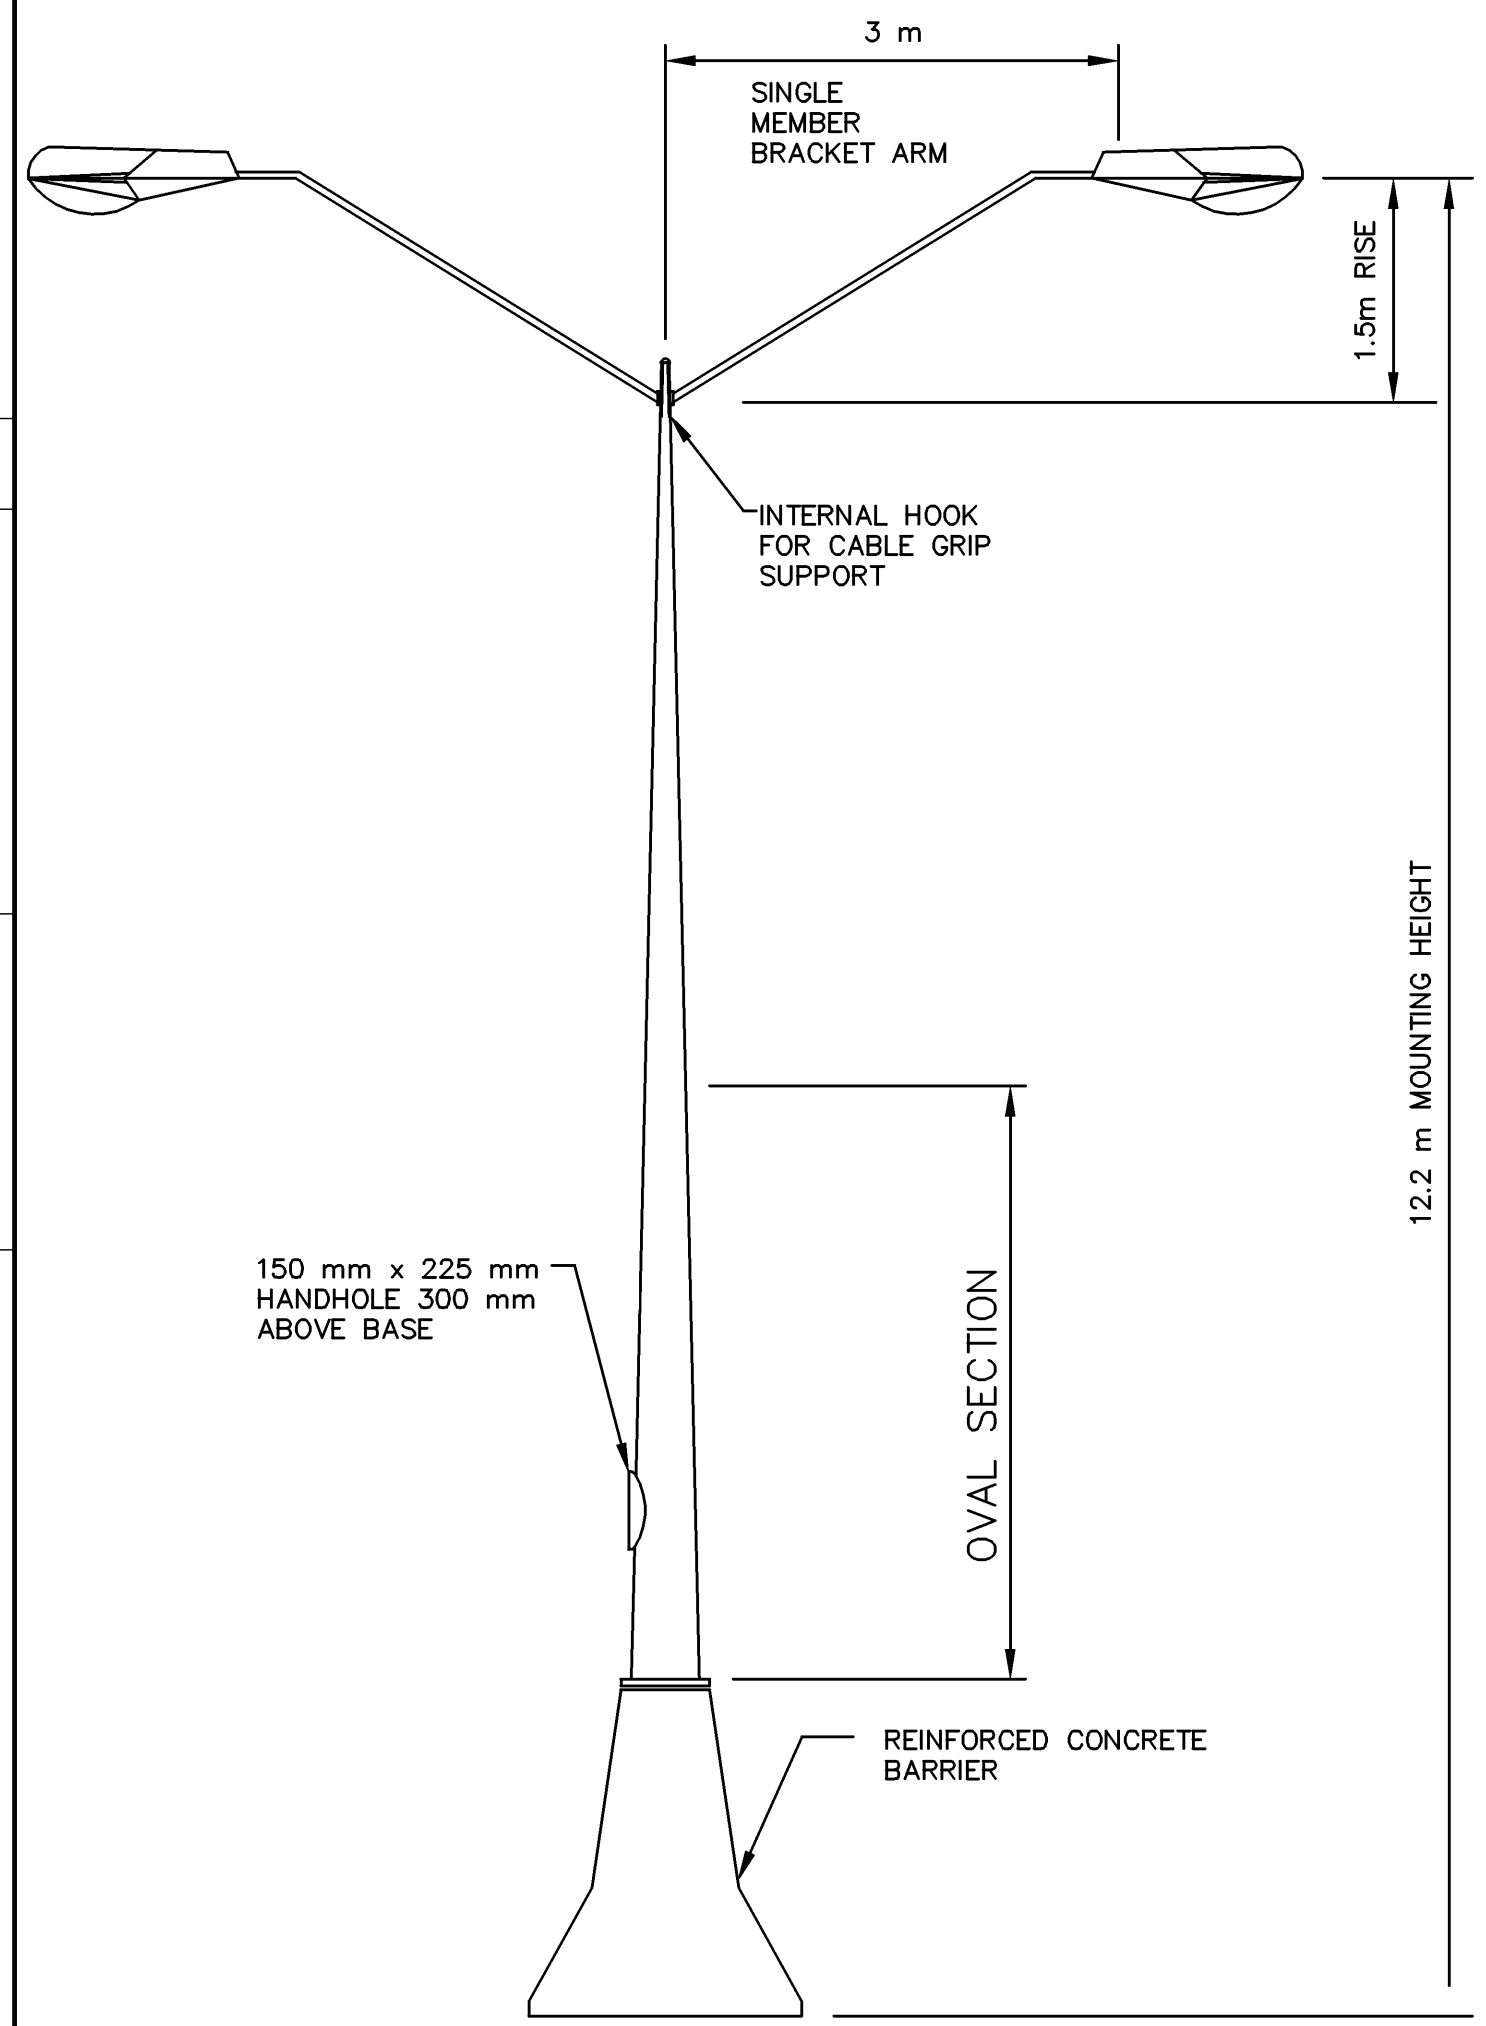 3 m
SINGLE
MEMBER
BRACKET ARM
1.5m RISE
INTERNAL HOOK
FOR CABLE GRIP
SUPPORT
12.2 m MOUNTING HEIGHT
150 mm x 225 mm
HANDHOLE 300 mm
ABOVE BASE
OVAL SECTION
REINFORCED CONCRETE
BARRIER